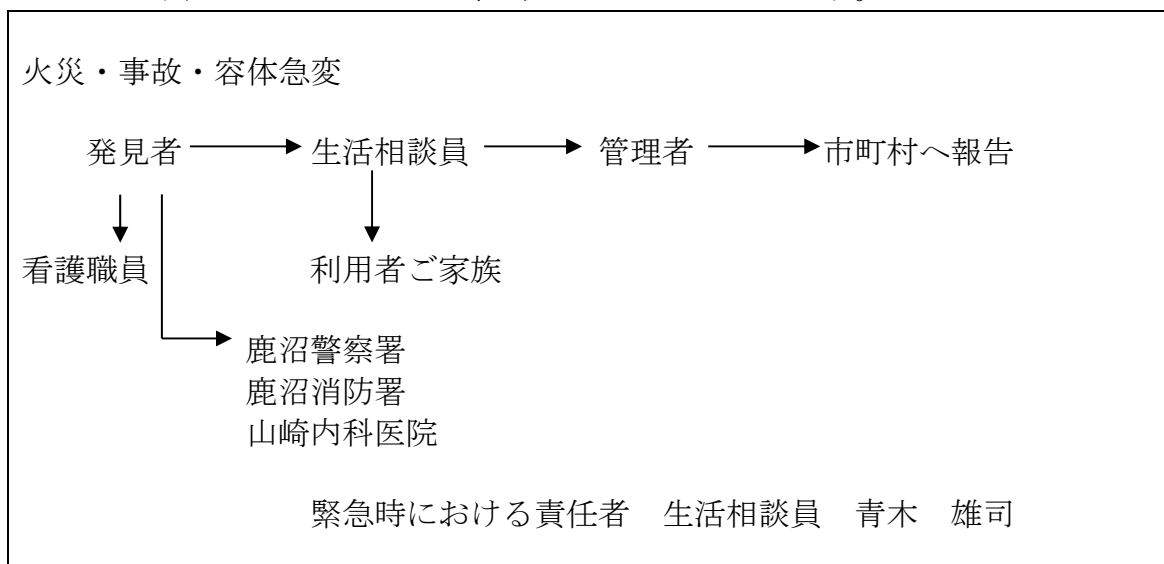 火災・事故・容体急変
発見者 生活相談員 管理者 市町村へ報告
看護職員 利用者ご家族
鹿沼警察署
鹿沼消防署
山崎内科医院
緊急時における責任者 生活相談員 青木 雄司